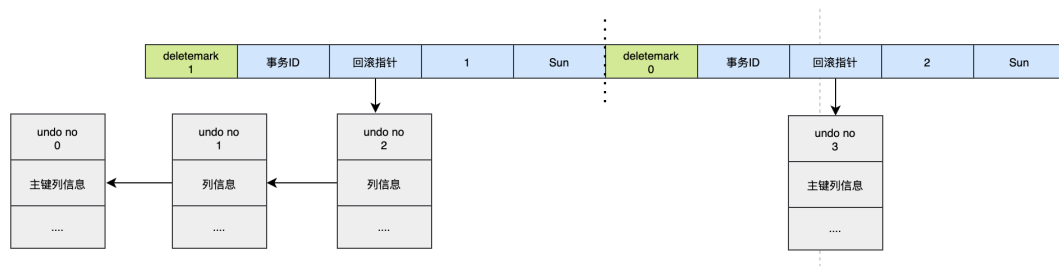 deletemark
1
事务ID
回滚指针
1
Sun
deletemark
0
事务ID
回滚指针
2
Sun
undo no
0
主键列信息
....
undo no
1
列信息
....
undo no
2
列信息
....
undo no
3
主键列信息
....